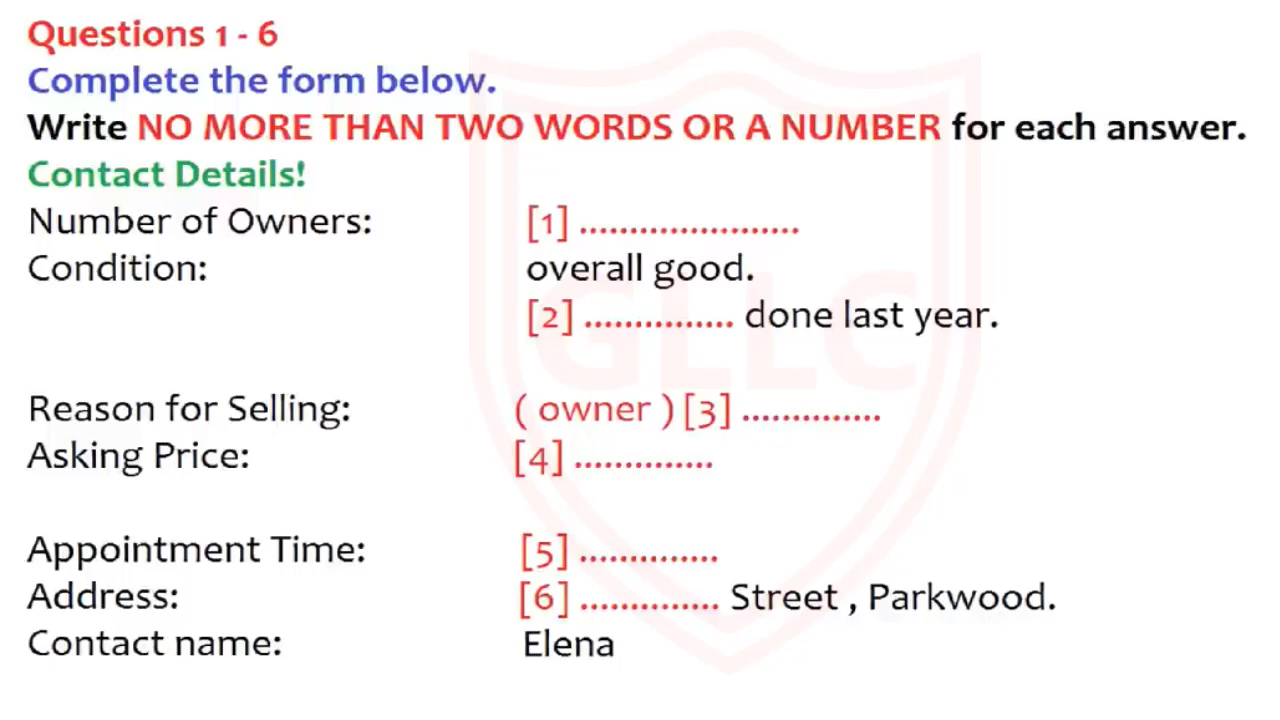 Questions 1 - 6
Complete the form below.
Write NO MORE THAN TWO WORDS OR A NUMBER for each answer.
Contact Details!
Number of Owners: [1] ......................
Condition: overall good.
[2] ............... done last year.
Reason for Selling: ( owner ) [3] ..............
Asking Price: [4] ..............
Appointment Time: [5] ..............
Address: [6] .............. Street , Parkwood.
Contact name: Elena
GLLC